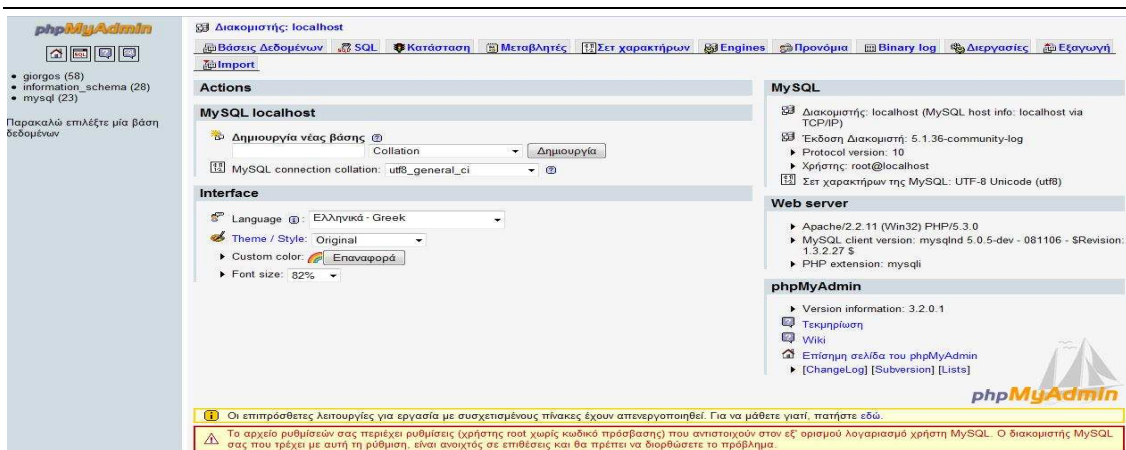 phpMyAdmin
giorgos (58)
information_schema (28)
mysql (23)
Παρακαλώ επιλέξτε μία βάση
δεδομένων
Διακομιστής: localhost
Βάσεις Δεδομένων SQL Κατάσταση Μεταβλητές Σετ χαρακτήρων Engines Προνόμια Binary log Διεργασίες Εξαγωγή
Import
Actions
MySQL localhost
Δημιουργία νέας βάσης
Collation Δημιουργία
MySQL connection collation: utf8_general_ci
Interface
Language : Ελληνικά - Greek
Theme / Style: Original
Custom color: Επαναφορά
Font size: 82%
MySQL
Διακομιστής: localhost (MySQL host info: localhost via
TCP/IP)
Έκδοση Διακομιστή: 5.1.36-community-log
Protocol version: 10
Χρήστης: root@localhost
Σετ χαρακτήρων της MySQL: UTF-8 Unicode (utf8)
Web server
Apache/2.2.11 (Win32) PHP/5.3.0
MySQL client version: mysqlnd 5.0.5-dev - 081106 - $Revision:
1.3.2.27 $
PHP extension: mysqli
phpMyAdmin
Version information: 3.2.0.1
Τεκμηρίωση
Wiki
Επίσημη σελίδα του phpMyAdmin
[ChangeLog] [Subversion] [Lists]
phpMyAdmin
Οι επιπρόσθετες λειτουργίες για εργασία με συσχετισμένους πίνακες έχουν απενεργοποιηθεί. Για να μάθετε γιατί, πατήστε εδώ.
Το αρχείο ρυθμίσεών σας περιέχει ρυθμίσεις (χρήστης root χωρίς κωδικό πρόσβασης) που αντιστοιχούν στον εξ' ορισμού λογαριασμό χρήστη MySQL. Ο διακομιστής MySQL
σας που τρέχει με αυτή τη ρύθμιση, είναι ανοιχτός σε επιθέσεις και θα πρέπει να διορθώσετε το πρόβλημα.